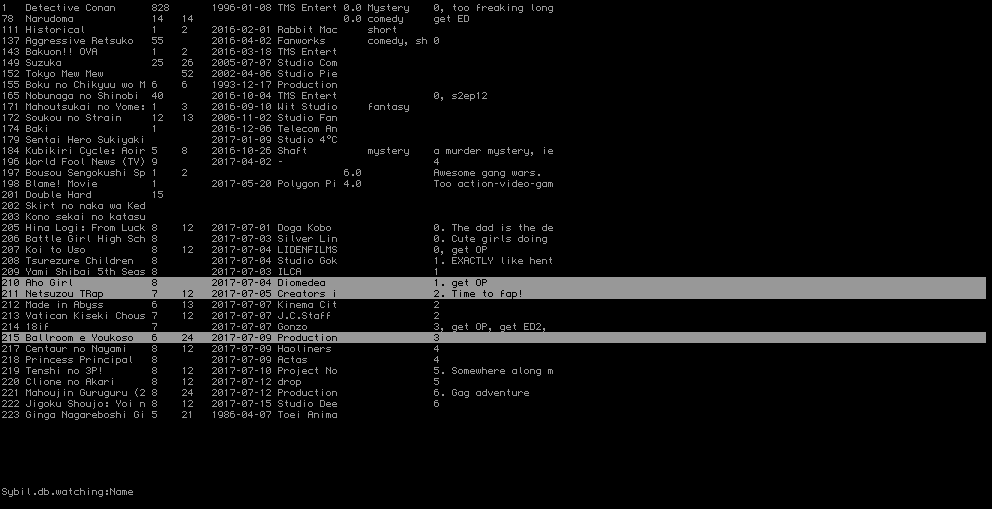 1 Detective Conan 828 1996-01-08 TMS Entert 0.0 Mystery 0, too freaking long
78 Narudoma 14 14 0.0 comedy get ED
111 Historical 1 2 2016-02-01 Rabbit Mac short
137 Aggressive Retsuko 55 2016-04-02 Fanworks comedy, sh 0
143 Bakuon!! OVA 1 2 2016-03-18 TMS Entert
149 Suzuka 25 26 2005-07-07 Studio Com
152 Tokyo Mew Mew 52 2002-04-06 Studio Pie
155 Boku no Chikyuu wo M 6 6 1993-12-17 Production
165 Nobunaga no Shinobi 40 2016-10-04 TMS Entert 0, s2ep12
171 Mahoutsukai no Yome: 1 3 2016-09-10 Wit Studio fantasy
172 Soukou no Strain 12 13 2006-11-02 Studio Fan
174 Baki 1 2016-12-06 Telecom An
179 Sentai Hero Sukiyaki 2017-01-09 Studio 4°C
184 Kubikiri Cycle: Aoir 5 8 2016-10-26 Shaft mystery a murder mystery, ie
196 World Fool News (TV) 9 2017-04-02 - 4
197 Bousou Sengokushi Sp 1 2 6.0 Awesome gang wars.
198 Blame! Movie 1 2017-05-20 Polygon Pi 4.0 Too action-video-gam
201 Double Hard 15
202 Skirt no naka wa Ked
203 Kono sekai no katasu
205 Hina Logi: From Luck 8 12 2017-07-01 Doga Kobo 0. The dad is the de
206 Battle Girl High Sch 8 2017-07-03 Silver Lin 0. Cute girls doing
207 Koi to Uso 8 12 2017-07-04 LIDENFILMS 0, get OP
208 Tsurezure Children 8 2017-07-04 Studio Gok 1. EXACTLY like hent
209 Yami Shibai 5th Seas 8 2017-07-03 ILCA 1
210 Aho Girl 8 2017-07-04 Diomedea 1. get OP
211 Netsuzou TRap 7 12 2017-07-05 Creators i 2. Time to fap!
212 Made in Abyss 6 13 2017-07-07 Kinema Cit 2
213 Vatican Kiseki Chous 7 12 2017-07-07 J.C.Staff 2
214 18if 7 2017-07-07 Gonzo 3, get OP, get ED2,
215 Ballroom e Youkoso 6 24 2017-07-09 Production 3
217 Centaur no Nayami 8 12 2017-07-09 Haoliners 4
218 Princess Principal 8 2017-07-09 Actas 4
219 Tenshi no 3P! 8 12 2017-07-10 Project No 5. Somewhere along m
220 Clione no Akari 8 12 2017-07-12 drop 5
221 Mahoujin Guruguru (2 8 24 2017-07-12 Production 6. Gag adventure
222 Jigoku Shoujo: Yoi n 8 12 2017-07-15 Studio Dee 6
223 Ginga Nagareboshi Gi 5 21 1986-04-07 Toei Anima
Sybil.db.watching:Name